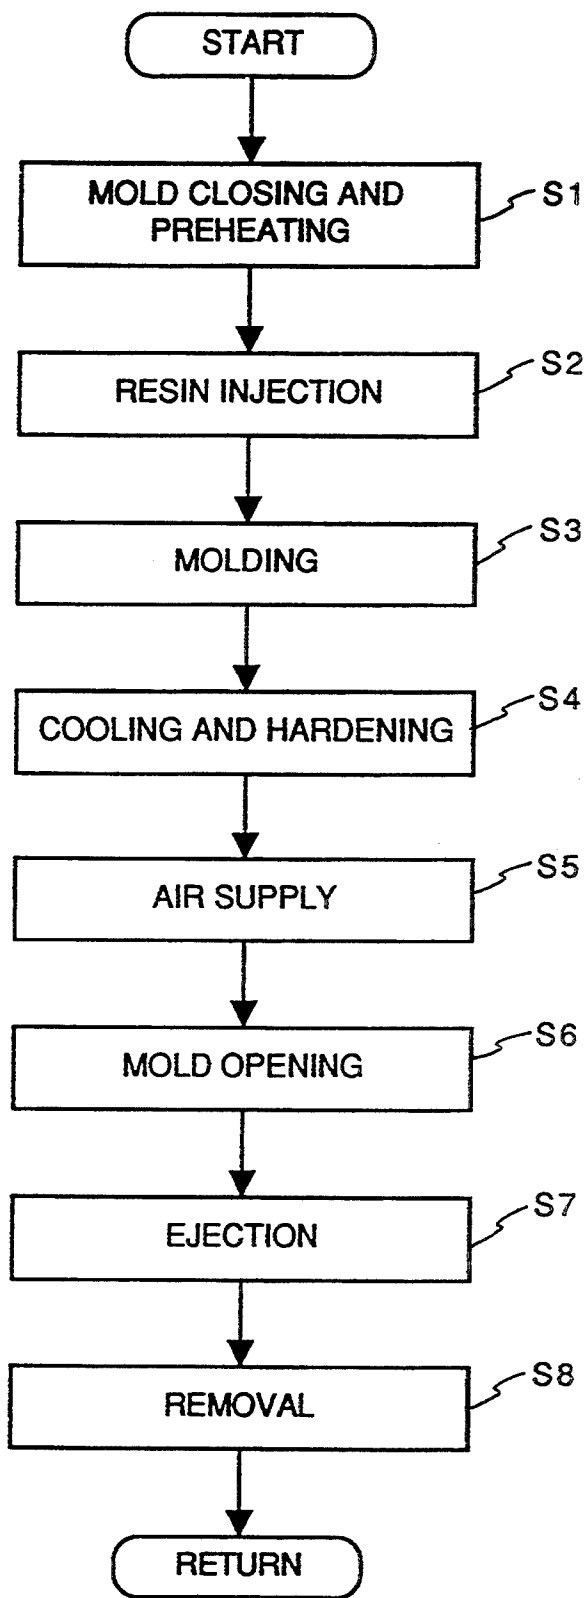 START
MOLD CLOSING AND
PREHEATING
S1
RESIN INJECTION
S2
MOLDING
S3
COOLING AND HARDENING
S4
AIR SUPPLY
S5
MOLD OPENING
S6
EJECTION
S7
REMOVAL
S8
RETURN